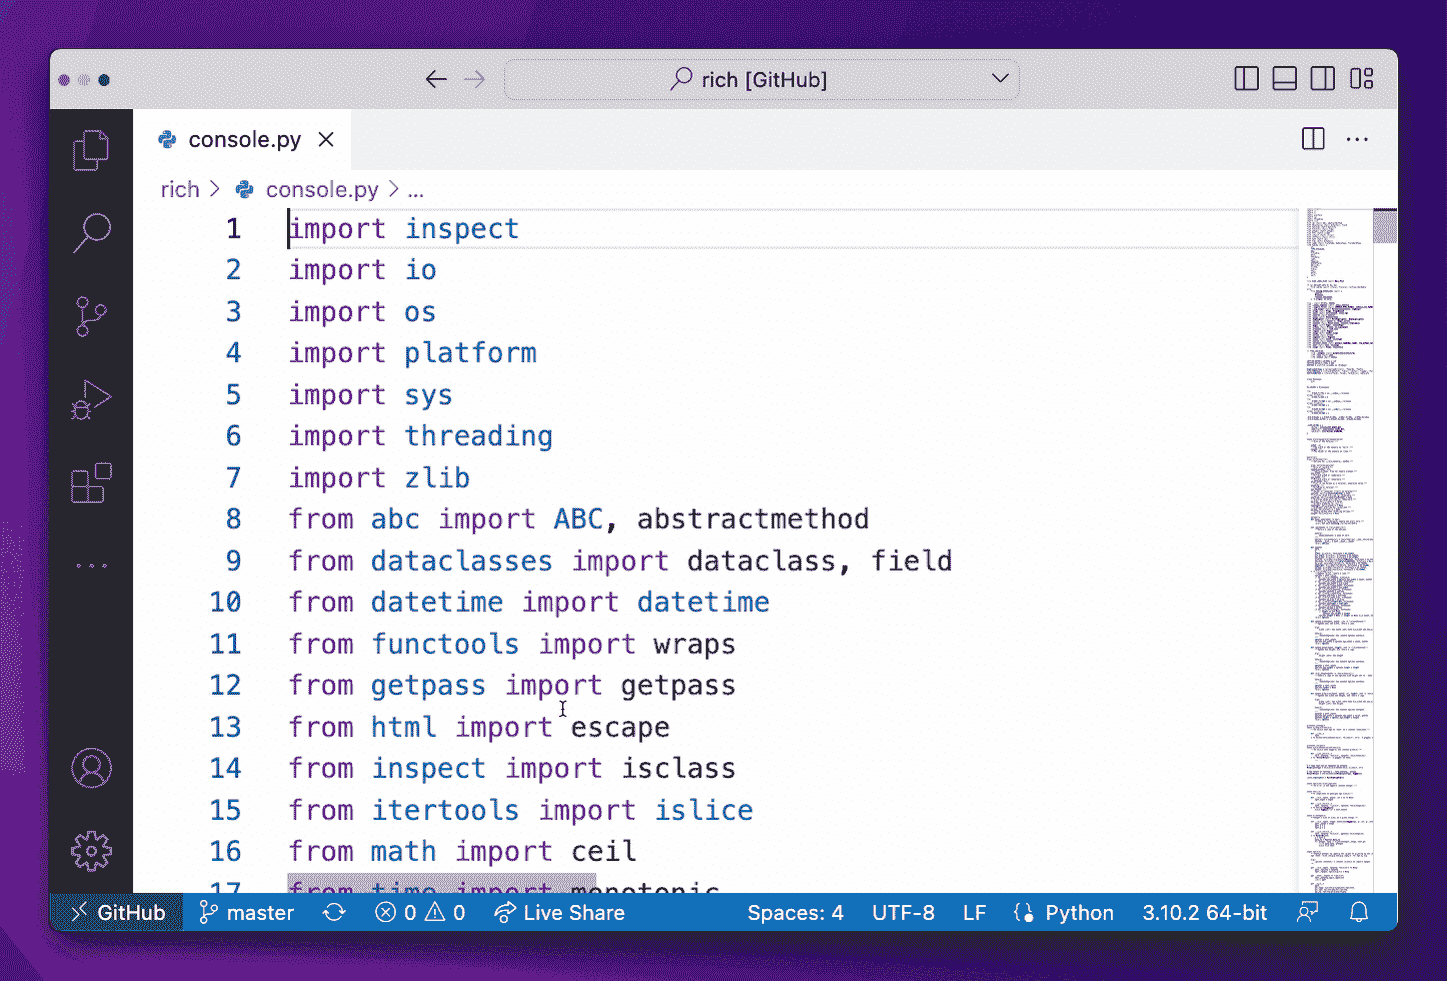 rich [GitHub]
console.py
rich > console.py > ...
1 import inspect
2 import io
3 import os
4 import platform
5 import sys
6 import threading
7 import zlib
8 from abc import ABC, abstractmethod
9 from dataclasses import dataclass, field
10 from datetime import datetime
11 from functools import wraps
12 from getpass import getpass
13 from html import escape
14 from inspect import isclass
15 from itertools import islice
16 from math import ceil
17 from time import monotonic
GitHub master 0 0 Live Share Spaces: 4 UTF-8 LF Python 3.10.2 64-bit